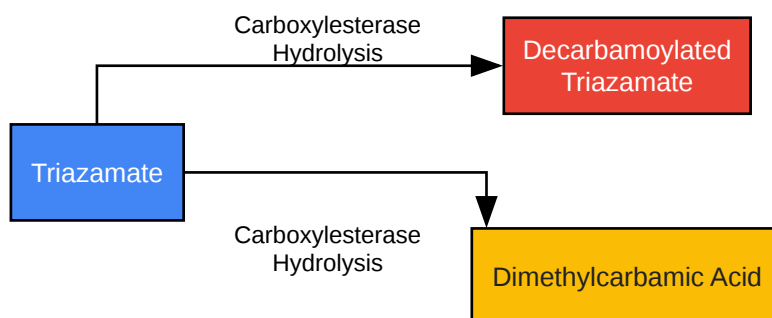 Carboxylesterase
Hydrolysis
Decarbamoylated
Triazamate
Triazamate
Carboxylesterase
Hydrolysis
Dimethylcarbamic Acid